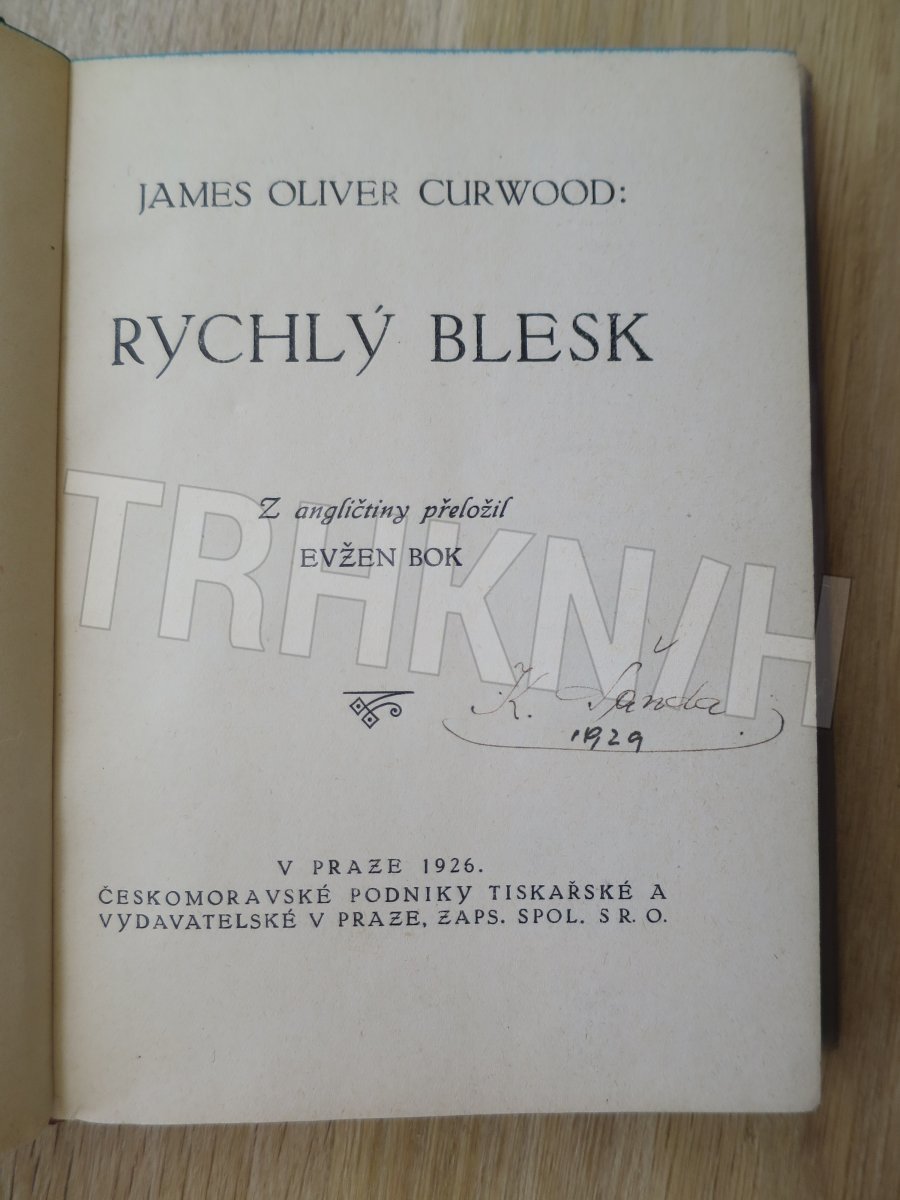 JAMES OLIVER CURWOOD:
RYCHLÝ BLESK
Z angličtiny přeložil
EVŽEN BOK
TRHKNIH
K. Šanda
1929
V PRAZE 1926.
ČESKOMORAVSKÉ PODNIKY TISKAŘSKÉ A
VYDAVATELSKÉ V PRAZE, ZAPS. SPOL. S R. O.